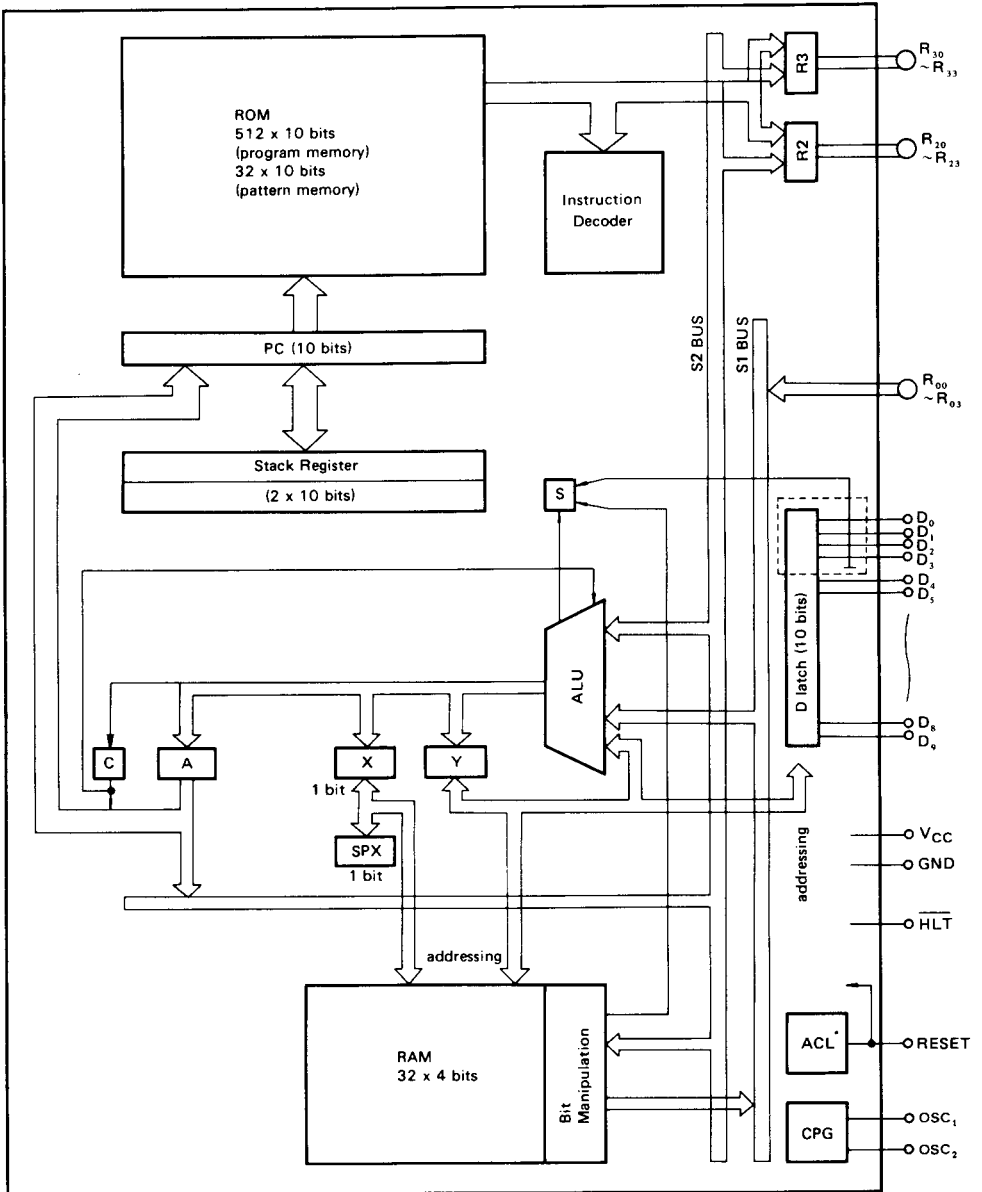 ROM
512 x 10 bits
(program memory)
32 x 10 bits
(pattern memory)
Instruction
Decoder
R3
R₃₀
~R₃₃
R2
R₂₀
~R₂₃
PC (10 bits)
S2 BUS
S1 BUS
R₀₀
~R₀₃
Stack Register
(2 x 10 bits)
S
D₀
D₁
D₂
D₃
D₄
D₅
D latch (10 bits)
ALU
D₈
D₉
C
A
X
Y
1 bit
SPX
1 bit
addressing
VCC
GND
HLT
addressing
RAM
32 x 4 bits
Bit
Manipulation
ACL*
RESET
CPG
OSC₁
OSC₂